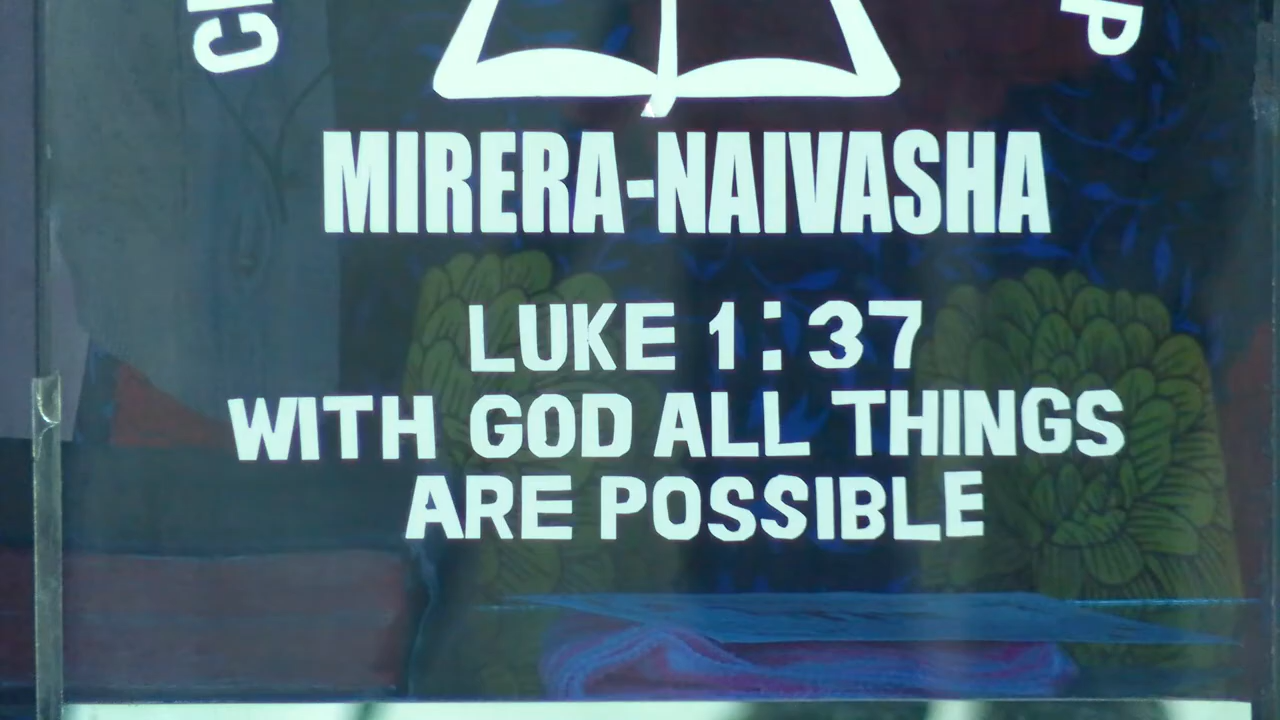 MIRERA-NAIVASHA
LUKE 1:37
WITH GOD ALL THINGS
ARE POSSIBLE